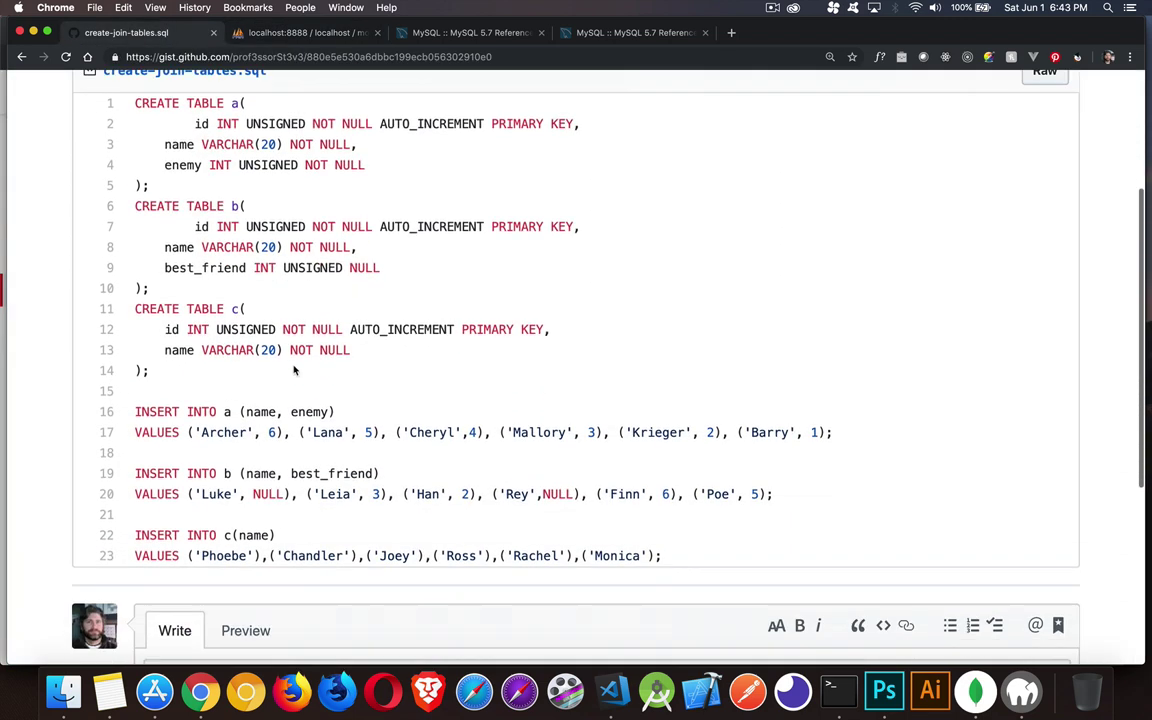 Chrome File Edit View History Bookmarks People Window Help
100% Sat Jun 1 6:43 PM
create-join-tables.sql
localhost:8888 / localhost / m
MySQL :: MySQL 5.7 Referenc
MySQL :: MySQL 5.7 Referenc
https://gist.github.com/prof3ssorSt3v3/880e5e530a6dbbc199ecb056302910e0
create-join-tables.sql
Raw
1 CREATE TABLE a(
2 id INT UNSIGNED NOT NULL AUTO_INCREMENT PRIMARY KEY,
3 name VARCHAR(20) NOT NULL,
4 enemy INT UNSIGNED NOT NULL
5 );
6 CREATE TABLE b(
7 id INT UNSIGNED NOT NULL AUTO_INCREMENT PRIMARY KEY,
8 name VARCHAR(20) NOT NULL,
9 best_friend INT UNSIGNED NULL
10 );
11 CREATE TABLE c(
12 id INT UNSIGNED NOT NULL AUTO_INCREMENT PRIMARY KEY,
13 name VARCHAR(20) NOT NULL
14 );
15
16 INSERT INTO a (name, enemy)
17 VALUES ('Archer', 6), ('Lana', 5), ('Cheryl',4), ('Mallory', 3), ('Krieger', 2), ('Barry', 1);
18
19 INSERT INTO b (name, best_friend)
20 VALUES ('Luke', NULL), ('Leia', 3), ('Han', 2), ('Rey',NULL), ('Finn', 6), ('Poe', 5);
21
22 INSERT INTO c(name)
23 VALUES ('Phoebe'),('Chandler'),('Joey'),('Ross'),('Rachel'),('Monica');
Write Preview
AA B i
Ps Ai